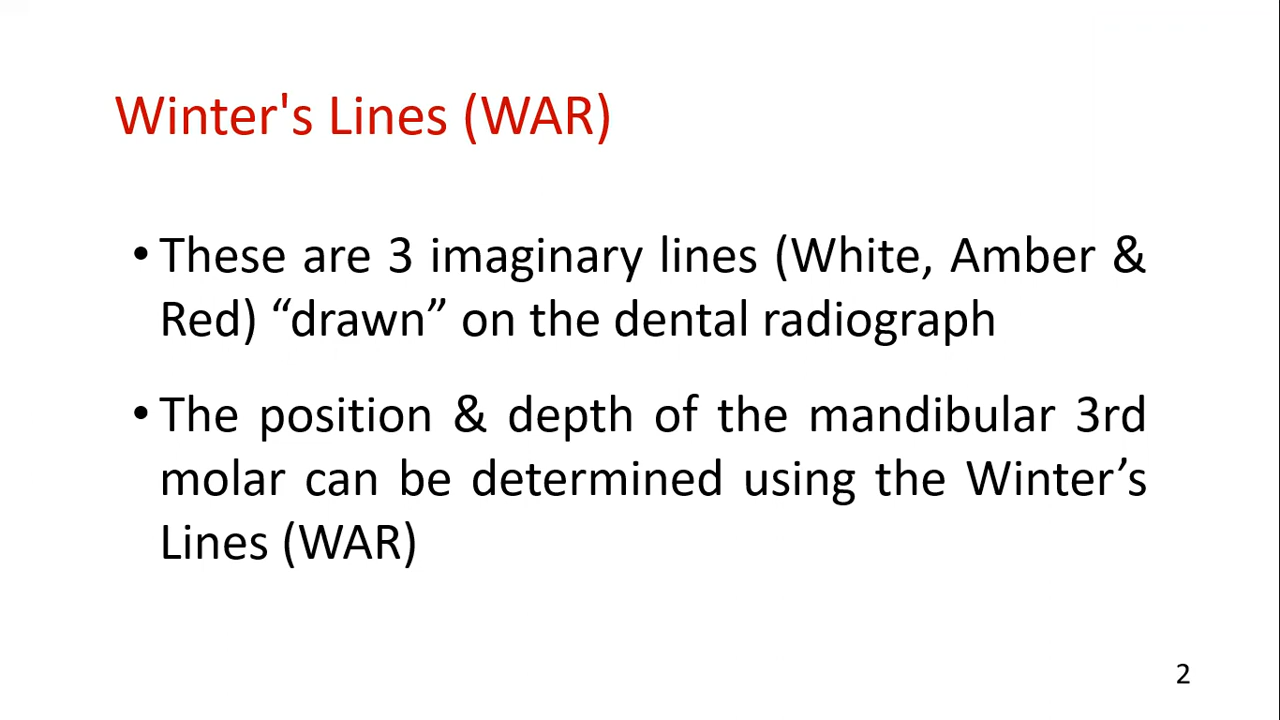 Winter's Lines (WAR)
• These are 3 imaginary lines (White, Amber &
Red) “drawn” on the dental radiograph
• The position & depth of the mandibular 3rd
molar can be determined using the Winter’s
Lines (WAR)
2